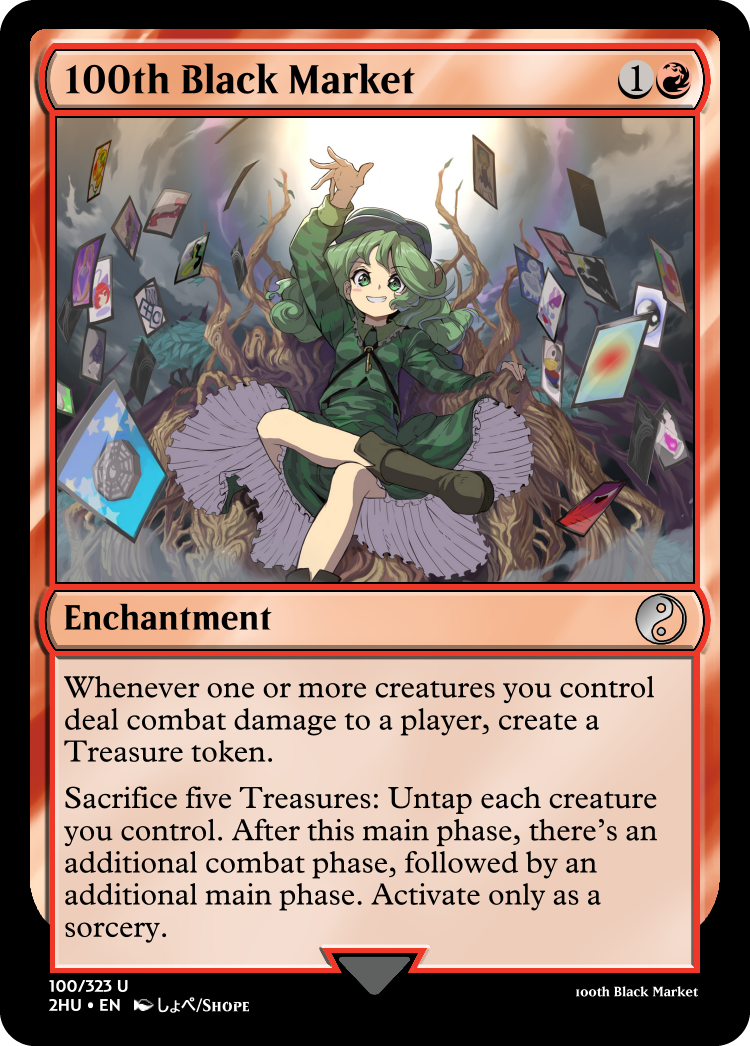 100th Black Market
1
Enchantment
Whenever one or more creatures you control
deal combat damage to a player, create a
Treasure token.
Sacrifice five Treasures: Untap each creature
you control. After this main phase, there's an
additional combat phase, followed by an
additional main phase. Activate only as a
sorcery.
100/323 U
2HU • EN しょぺ/Shope
100th Black Market